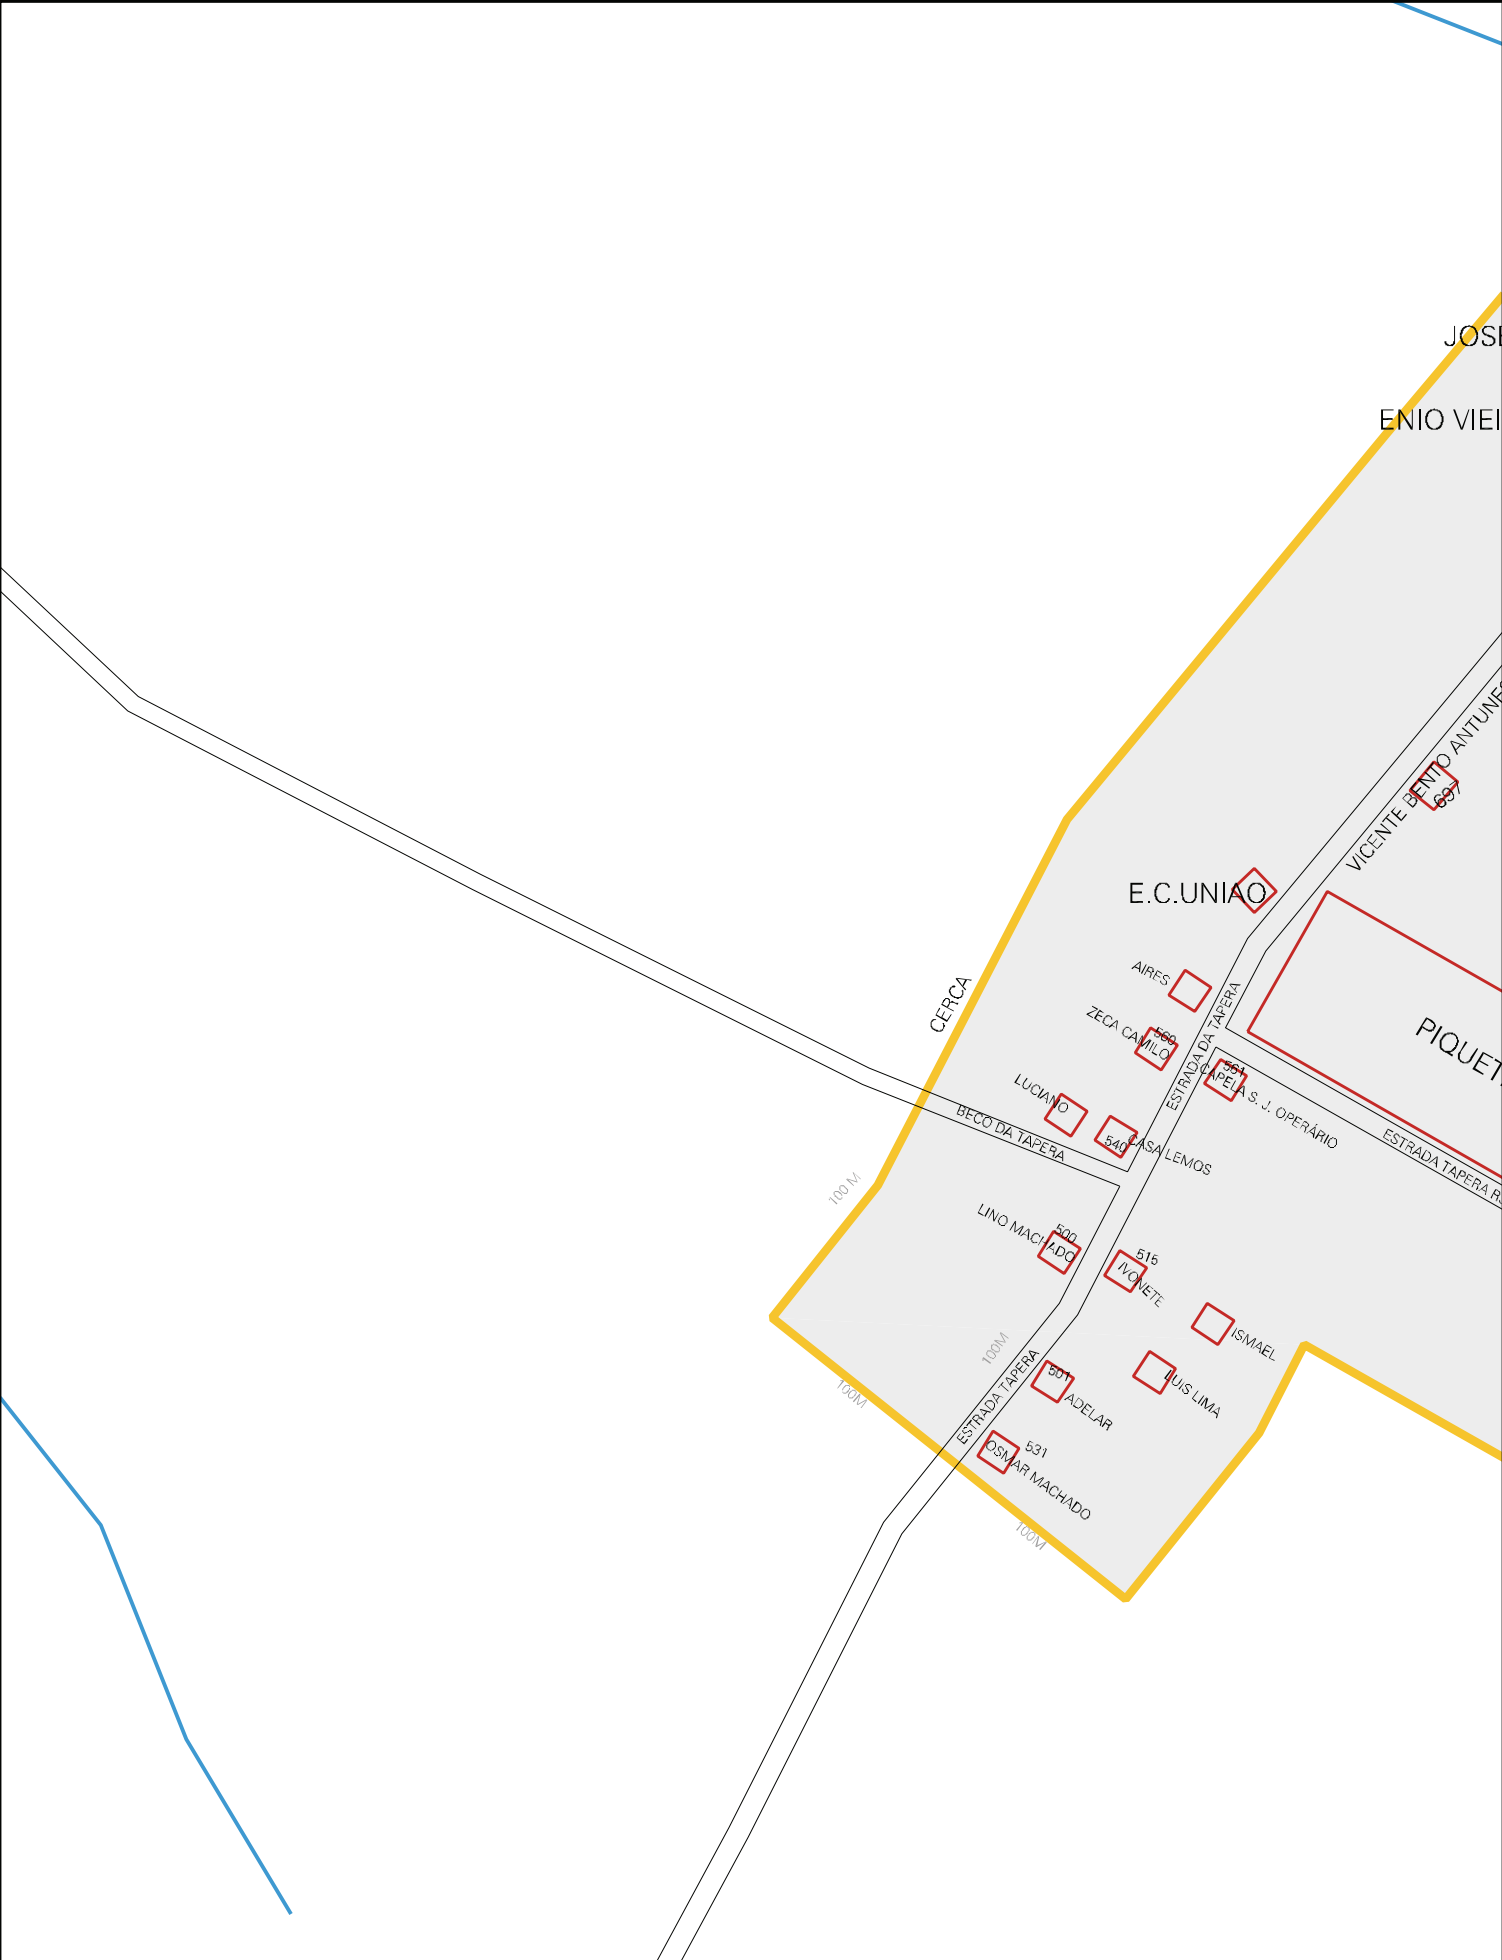 JOSE
ENIO VIEI
VICENTE BENTO ANTUNES
697
E.C.UNIAO
AIRES
CERCA
ESTRADA DA TAPERA
ZECA CAMILO
560
561
CAPELA S. J. OPERÁRIO
PIQUET
LUCIANO
BECO DA TAPERA
540
CASA LEMOS
ESTRADA TAPERA R
100 M
LINO MACHADO
500
515
IVONETE
ISMAEL
100M
ESTRADA TAPERA
501
ADELAR
LUIS LIMA
100M
531
OSMAR MACHADO
100M